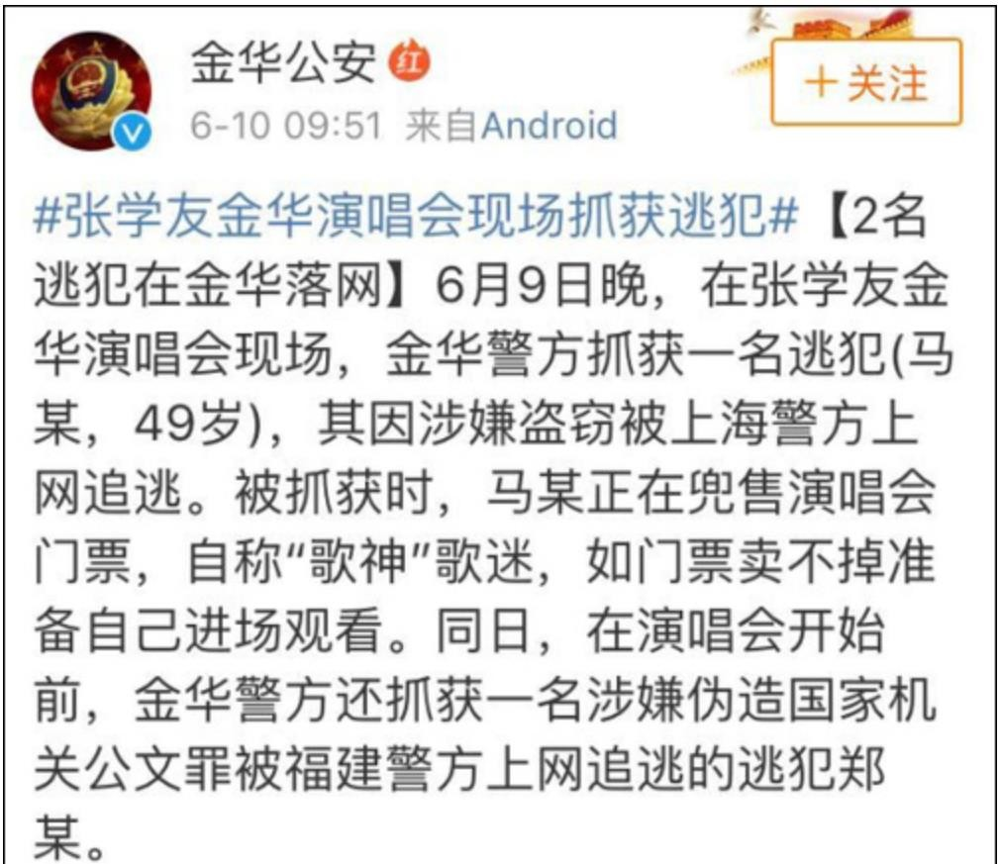 金华公安 红
+关注
6-10 09:51 来自Android
#张学友金华演唱会现场抓获逃犯#【2名
逃犯在金华落网】6月9日晚，在张学友金
华演唱会现场，金华警方抓获一名逃犯(马
某，49岁)，其因涉嫌盗窃被上海警方上
网追逃。被抓获时，马某正在兜售演唱会
门票，自称“歌神”歌迷，如门票卖不掉准
备自己进场观看。同日，在演唱会开始
前，金华警方还抓获一名涉嫌伪造国家机
关公文罪被福建警方上网追逃的逃犯郑
某。